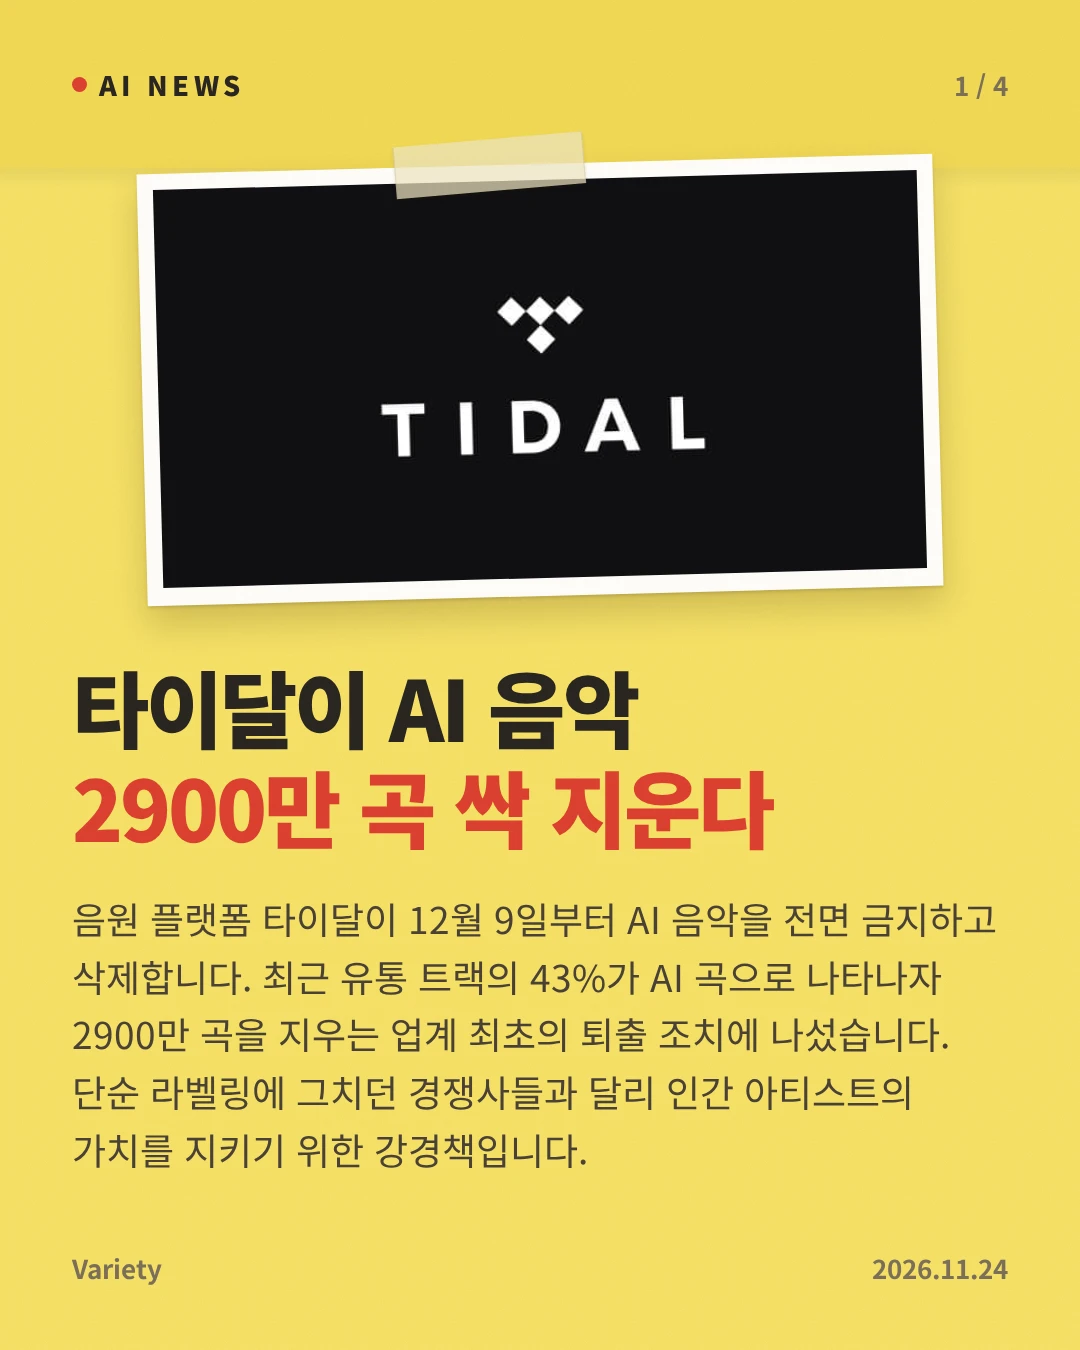 AI NEWS
1 / 4
TIDAL
타이달이 AI 음악
2900만 곡 싹 지운다
음원 플랫폼 타이달이 12월 9일부터 AI 음악을 전면 금지하고
삭제합니다. 최근 유통 트랙의 43%가 AI 곡으로 나타나자
2900만 곡을 지우는 업계 최초의 퇴출 조치에 나섰습니다.
단순 라벨링에 그치던 경쟁사들과 달리 인간 아티스트의
가치를 지키기 위한 강경책입니다.
Variety
2026.11.24